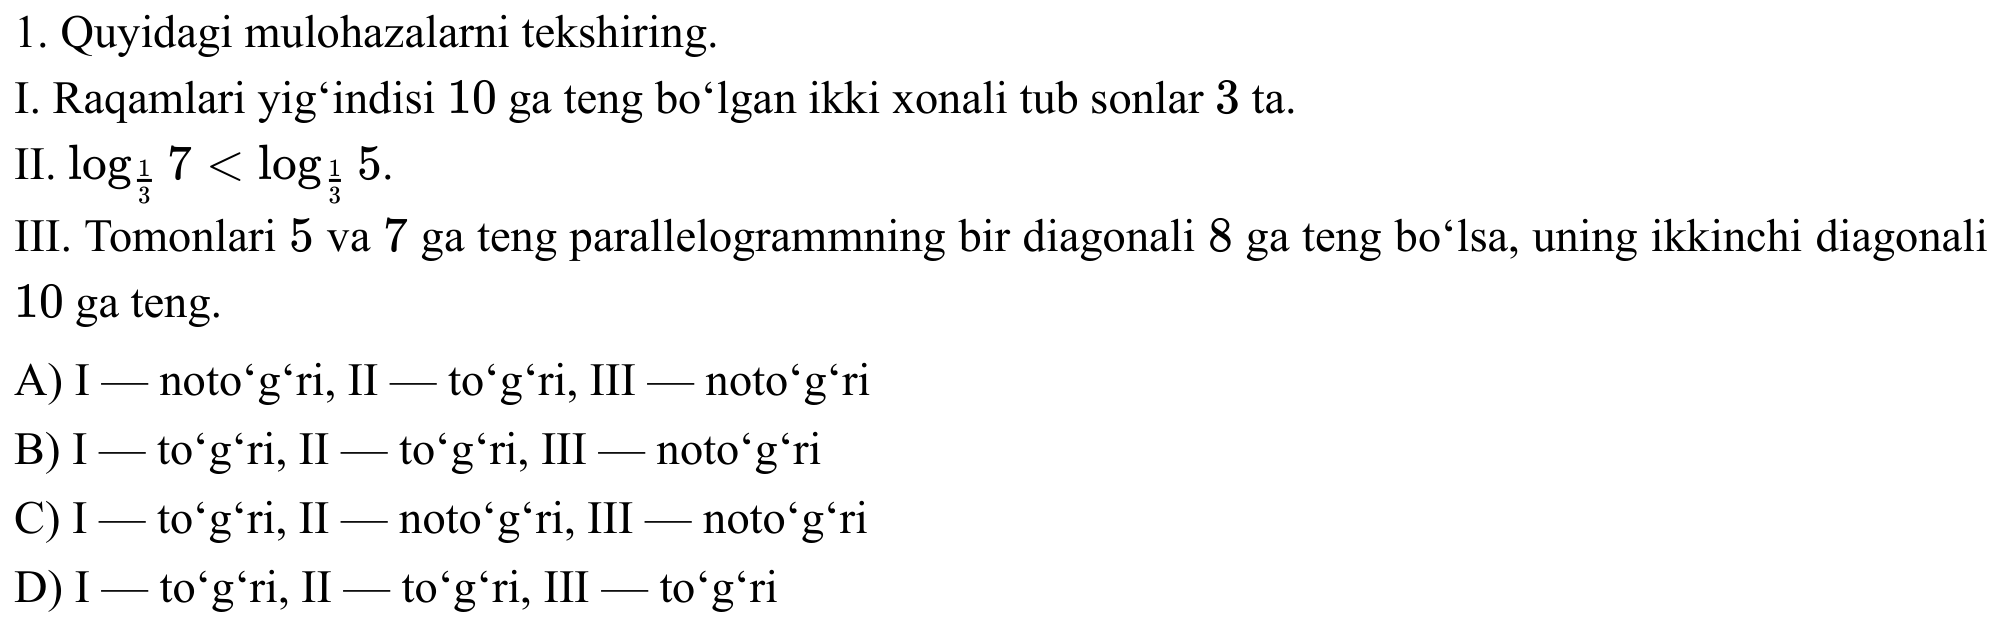 1. Quyidagi mulohazalarni tekshiring.
I. Raqamlari yig‘indisi 10 ga teng bo‘lgan ikki xonali tub sonlar 3 ta.
II. $\log_{\frac{1}{3}} 7 < \log_{\frac{1}{3}} 5$.
III. Tomonlari 5 va 7 ga teng parallelogrammning bir diagonali 8 ga teng bo‘lsa, uning ikkinchi diagonali
10 ga teng.
A) I — noto‘g‘ri, II — to‘g‘ri, III — noto‘g‘ri
B) I — to‘g‘ri, II — to‘g‘ri, III — noto‘g‘ri
C) I — to‘g‘ri, II — noto‘g‘ri, III — noto‘g‘ri
D) I — to‘g‘ri, II — to‘g‘ri, III — to‘g‘ri